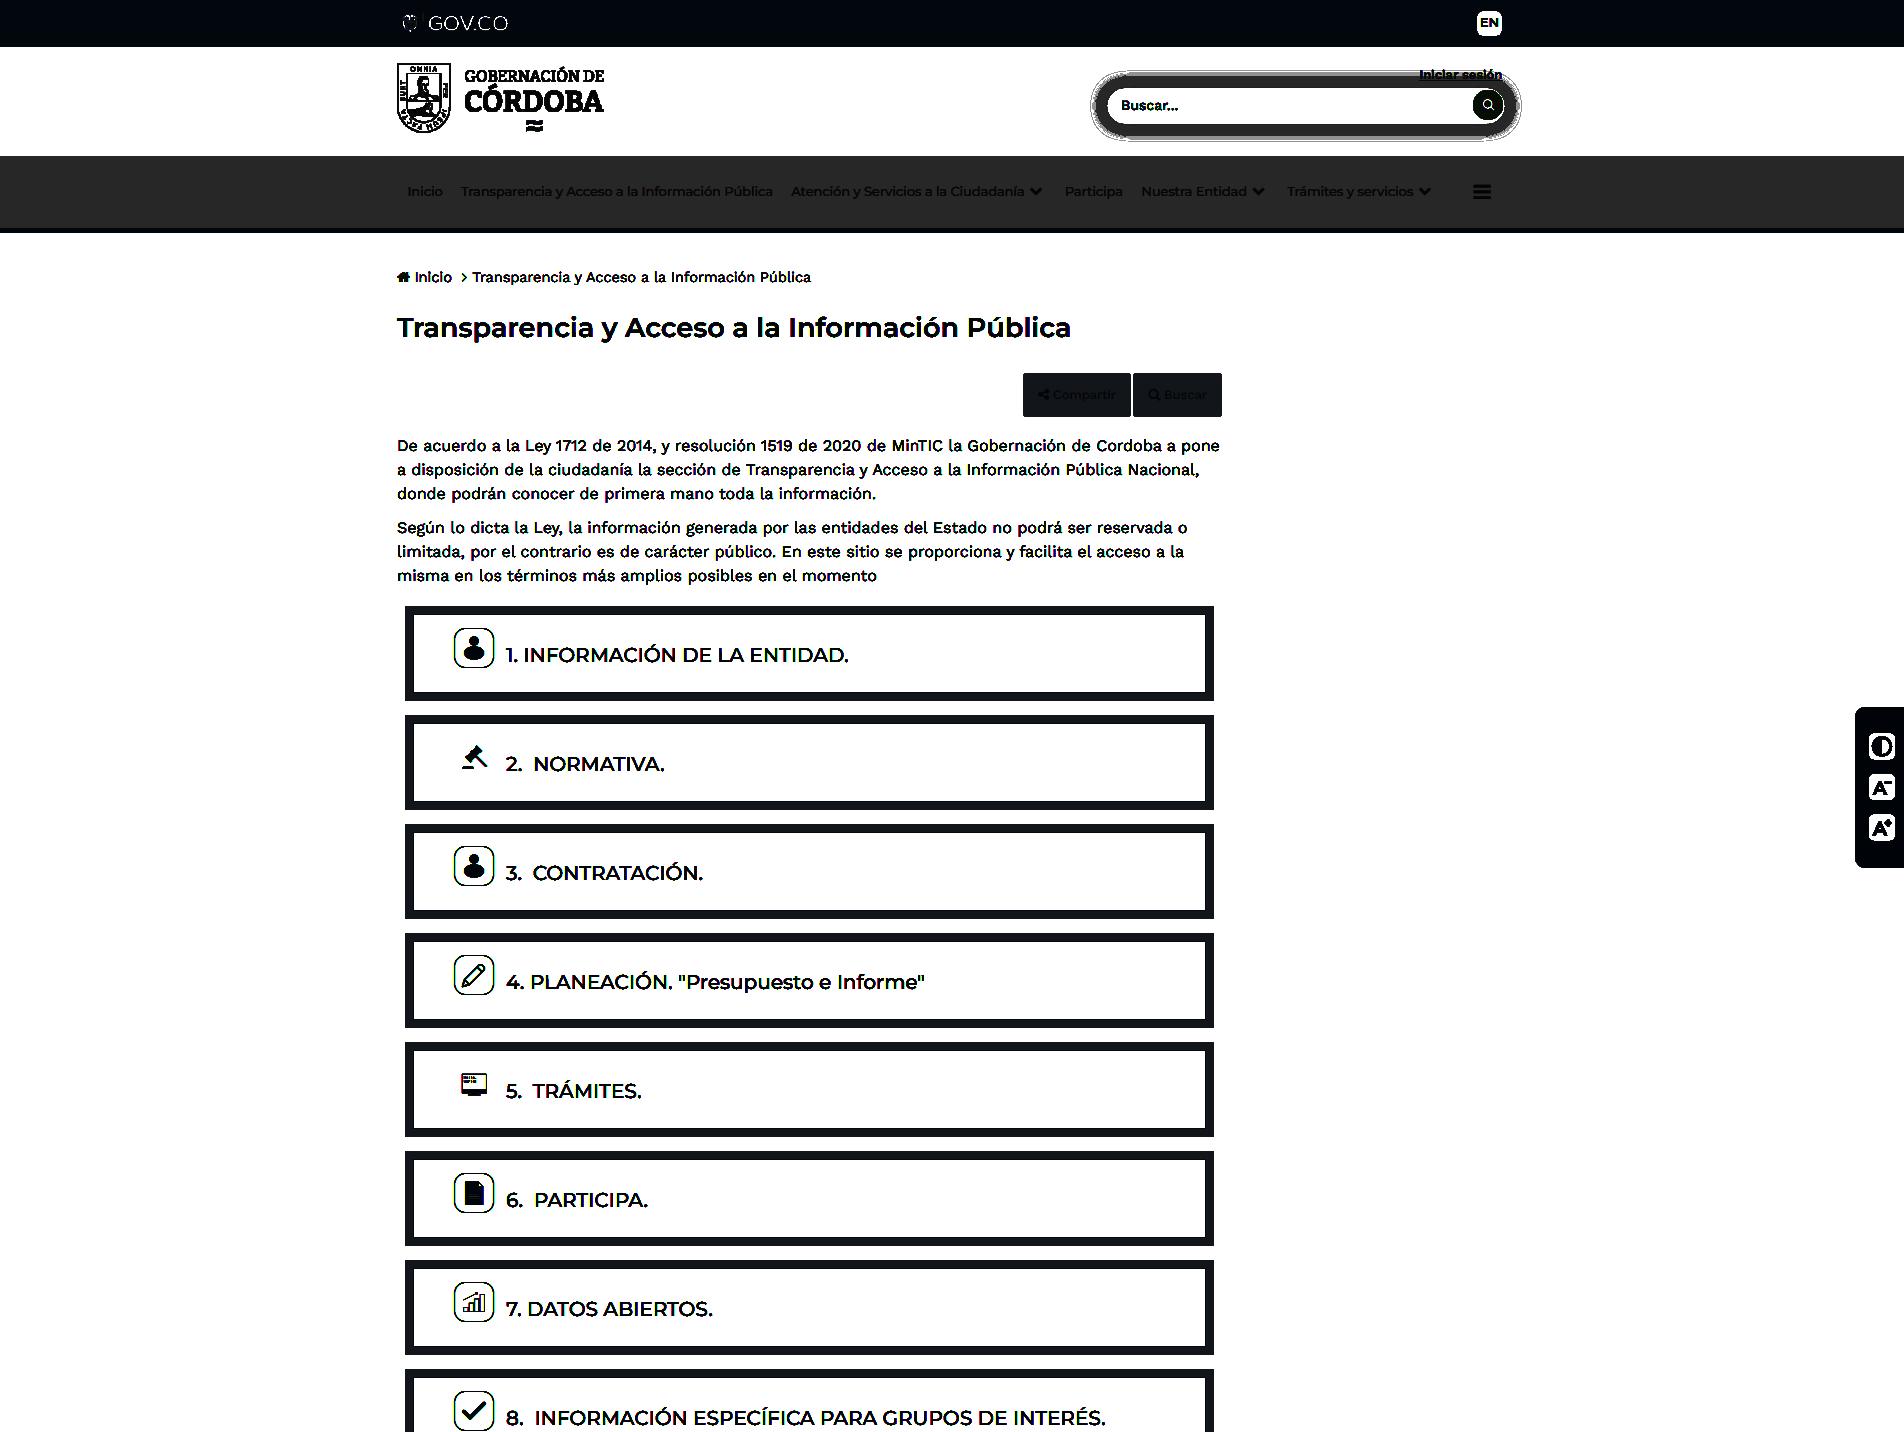 GOV.CO
EN
OMNIA
PER
GOBERNACIÓN DE
CÓRDOBA
Iniciar sesión
Buscar...
Inicio Transparencia y Acceso a la Información Pública Atención y Servicios a la Ciudadanía Participa Nuestra Entidad Trámites y servicios
Inicio > Transparencia y Acceso a la Información Pública
Transparencia y Acceso a la Información Pública
Compartir Buscar
De acuerdo a la Ley 1712 de 2014, y resolución 1519 de 2020 de MinTIC la Gobernación de Cordoba a pone
a disposición de la ciudadanía la sección de Transparencia y Acceso a la Información Pública Nacional,
donde podrán conocer de primera mano toda la información.
Según lo dicta la Ley, la información generada por las entidades del Estado no podrá ser reservada o
limitada, por el contrario es de carácter público. En este sitio se proporciona y facilita el acceso a la
misma en los términos más amplios posibles en el momento
1. INFORMACIÓN DE LA ENTIDAD.
2. NORMATIVA.
3. CONTRATACIÓN.
4. PLANEACIÓN. "Presupuesto e Informe"
5. TRÁMITES.
6. PARTICIPA.
7. DATOS ABIERTOS.
8. INFORMACIÓN ESPECÍFICA PARA GRUPOS DE INTERÉS.
A-
A+